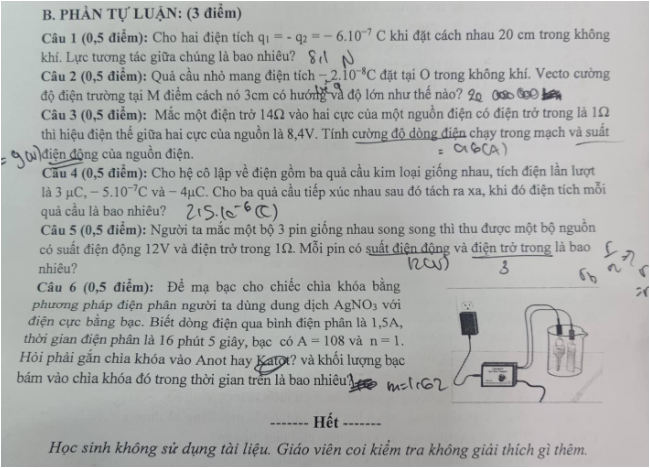 B. PHẦN TỰ LUẬN: (3 điểm)
Câu 1 (0,5 điểm): Cho hai điện tích q₁ = - q₂ = – 6.10⁻⁷ C khi đặt cách nhau 20 cm trong không
khí. Lực tương tác giữa chúng là bao nhiêu? 8,1 N
Câu 2 (0,5 điểm): Quả cầu nhỏ mang điện tích – 2.10⁻⁸C đặt tại O trong không khí. Vecto cường
độ điện trường tại M điểm cách nó 3cm có hướng và độ lớn như thế nào?
Câu 3 (0,5 điểm): Mắc một điện trở 14Ω vào hai cực của một nguồn điện có điện trở trong là 1Ω
thì hiệu điện thế giữa hai cực của nguồn là 8,4V. Tính cường độ dòng điện chạy trong mạch và suất
= 9(V) điện động của nguồn điện. = 0,6(A)
Câu 4 (0,5 điểm): Cho hệ cô lập về điện gồm ba quả cầu kim loại giống nhau, tích điện lần lượt
là 3 μC, – 5.10⁻⁷C và – 4μC. Cho ba quả cầu tiếp xúc nhau sau đó tách ra xa, khi đó điện tích mỗi
quả cầu là bao nhiêu? 2,5.10⁻⁶ (C)
Câu 5 (0,5 điểm): Người ta mắc một bộ 3 pin giống nhau song song thì thu được một bộ nguồn
có suất điện động 12V và điện trở trong 1Ω. Mỗi pin có suất điện động và điện trở trong là bao
nhiêu? 12(V) 3
Câu 6 (0,5 điểm): Để mạ bạc cho chiếc chìa khóa bằng
phương pháp điện phân người ta dùng dung dịch AgNO₃ với
điện cực bằng bạc. Biết dòng điện qua bình điện phân là 1,5A,
thời gian điện phân là 16 phút 5 giây, bạc có A = 108 và n = 1.
Hỏi phải gắn chìa khóa vào Anot hay Katot? và khối lượng bạc
bám vào chìa khóa đó trong thời gian trên là bao nhiêu? m=1,62
------- Hết -------
Học sinh không sử dụng tài liệu. Giáo viên coi kiểm tra không giải thích gì thêm.